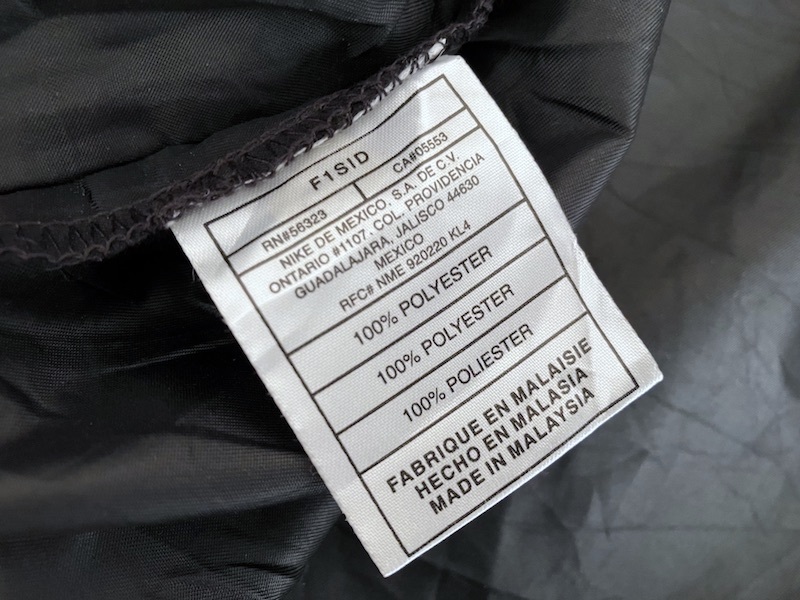 F1SID
RN#56323 CA#05553
NIKE DE MEXICO, S.A. DE C.V.
ONTARIO #1107. COL. PROVIDENCIA
GUADALAJARA, JALISCO 44630
MEXICO
RFC# NME 920220 KL4
100% POLYESTER
100% POLYESTER
100% POLIESTER
FABRIQUE EN MALAISIE
HECHO EN MALASIA
MADE IN MALAYSIA